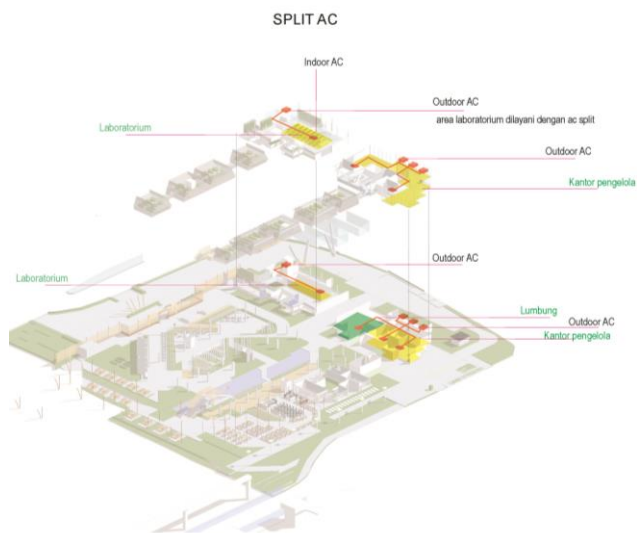 SPLIT AC
Indoor AC
Outdoor AC
area laboratorium dilayani dengan ac split
Laboratorium
Outdoor AC
Kantor pengelola
Outdoor AC
Laboratorium
Lumbung
Outdoor AC
Kantor pengelola